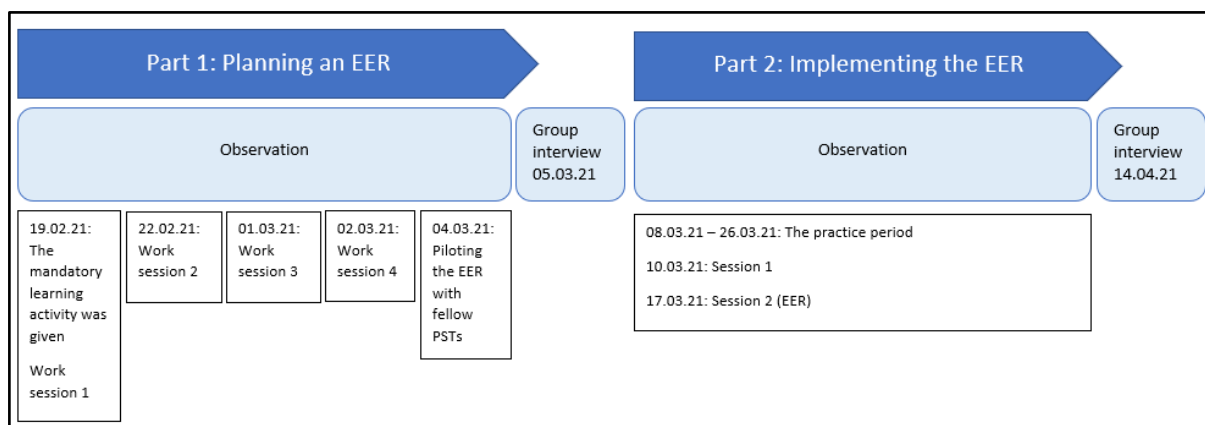 Part 1: Planning an EER
Part 2: Implementing the EER
Observation
Group
interview
05.03.21
Observation
Group
interview
14.04.21
19.02.21:
The
mandatory
learning
activity was
given
Work
session 1
22.02.21:
Work
session 2
01.03.21:
Work
session 3
02.03.21:
Work
session 4
04.03.21:
Piloting
the EER
with
fellow
PSTs
08.03.21 – 26.03.21: The practice period
10.03.21: Session 1
17.03.21: Session 2 (EER)